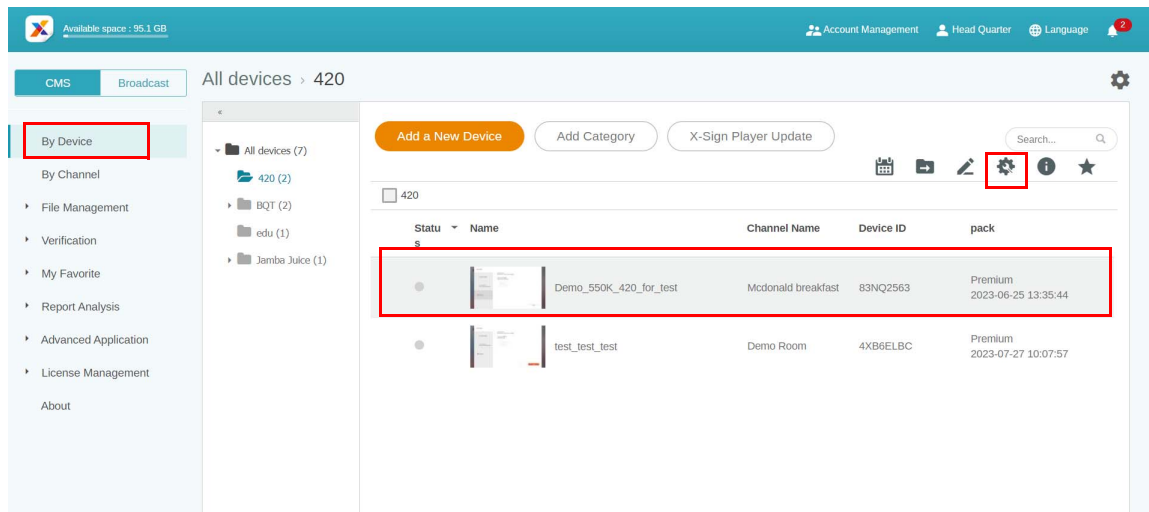 Available space : 95.1 GB
Account Management
Head Quarter
Language
2
CMS
Broadcast
All devices › 420
«
By Device
By Channel
File Management
Verification
My Favorite
Report Analysis
Advanced Application
License Management
About
All devices (7)
420 (2)
BQT (2)
edu (1)
Jamba Juice (1)
Add a New Device
Add Category
X-Sign Player Update
Search...
420
Status
Name
Channel Name
Device ID
pack
Demo_550K_420_for_test
Mcdonald breakfast
83NQ2563
Premium
2023-06-25 13:35:44
test_test_test
Demo Room
4XB6ELBC
Premium
2023-07-27 10:07:57